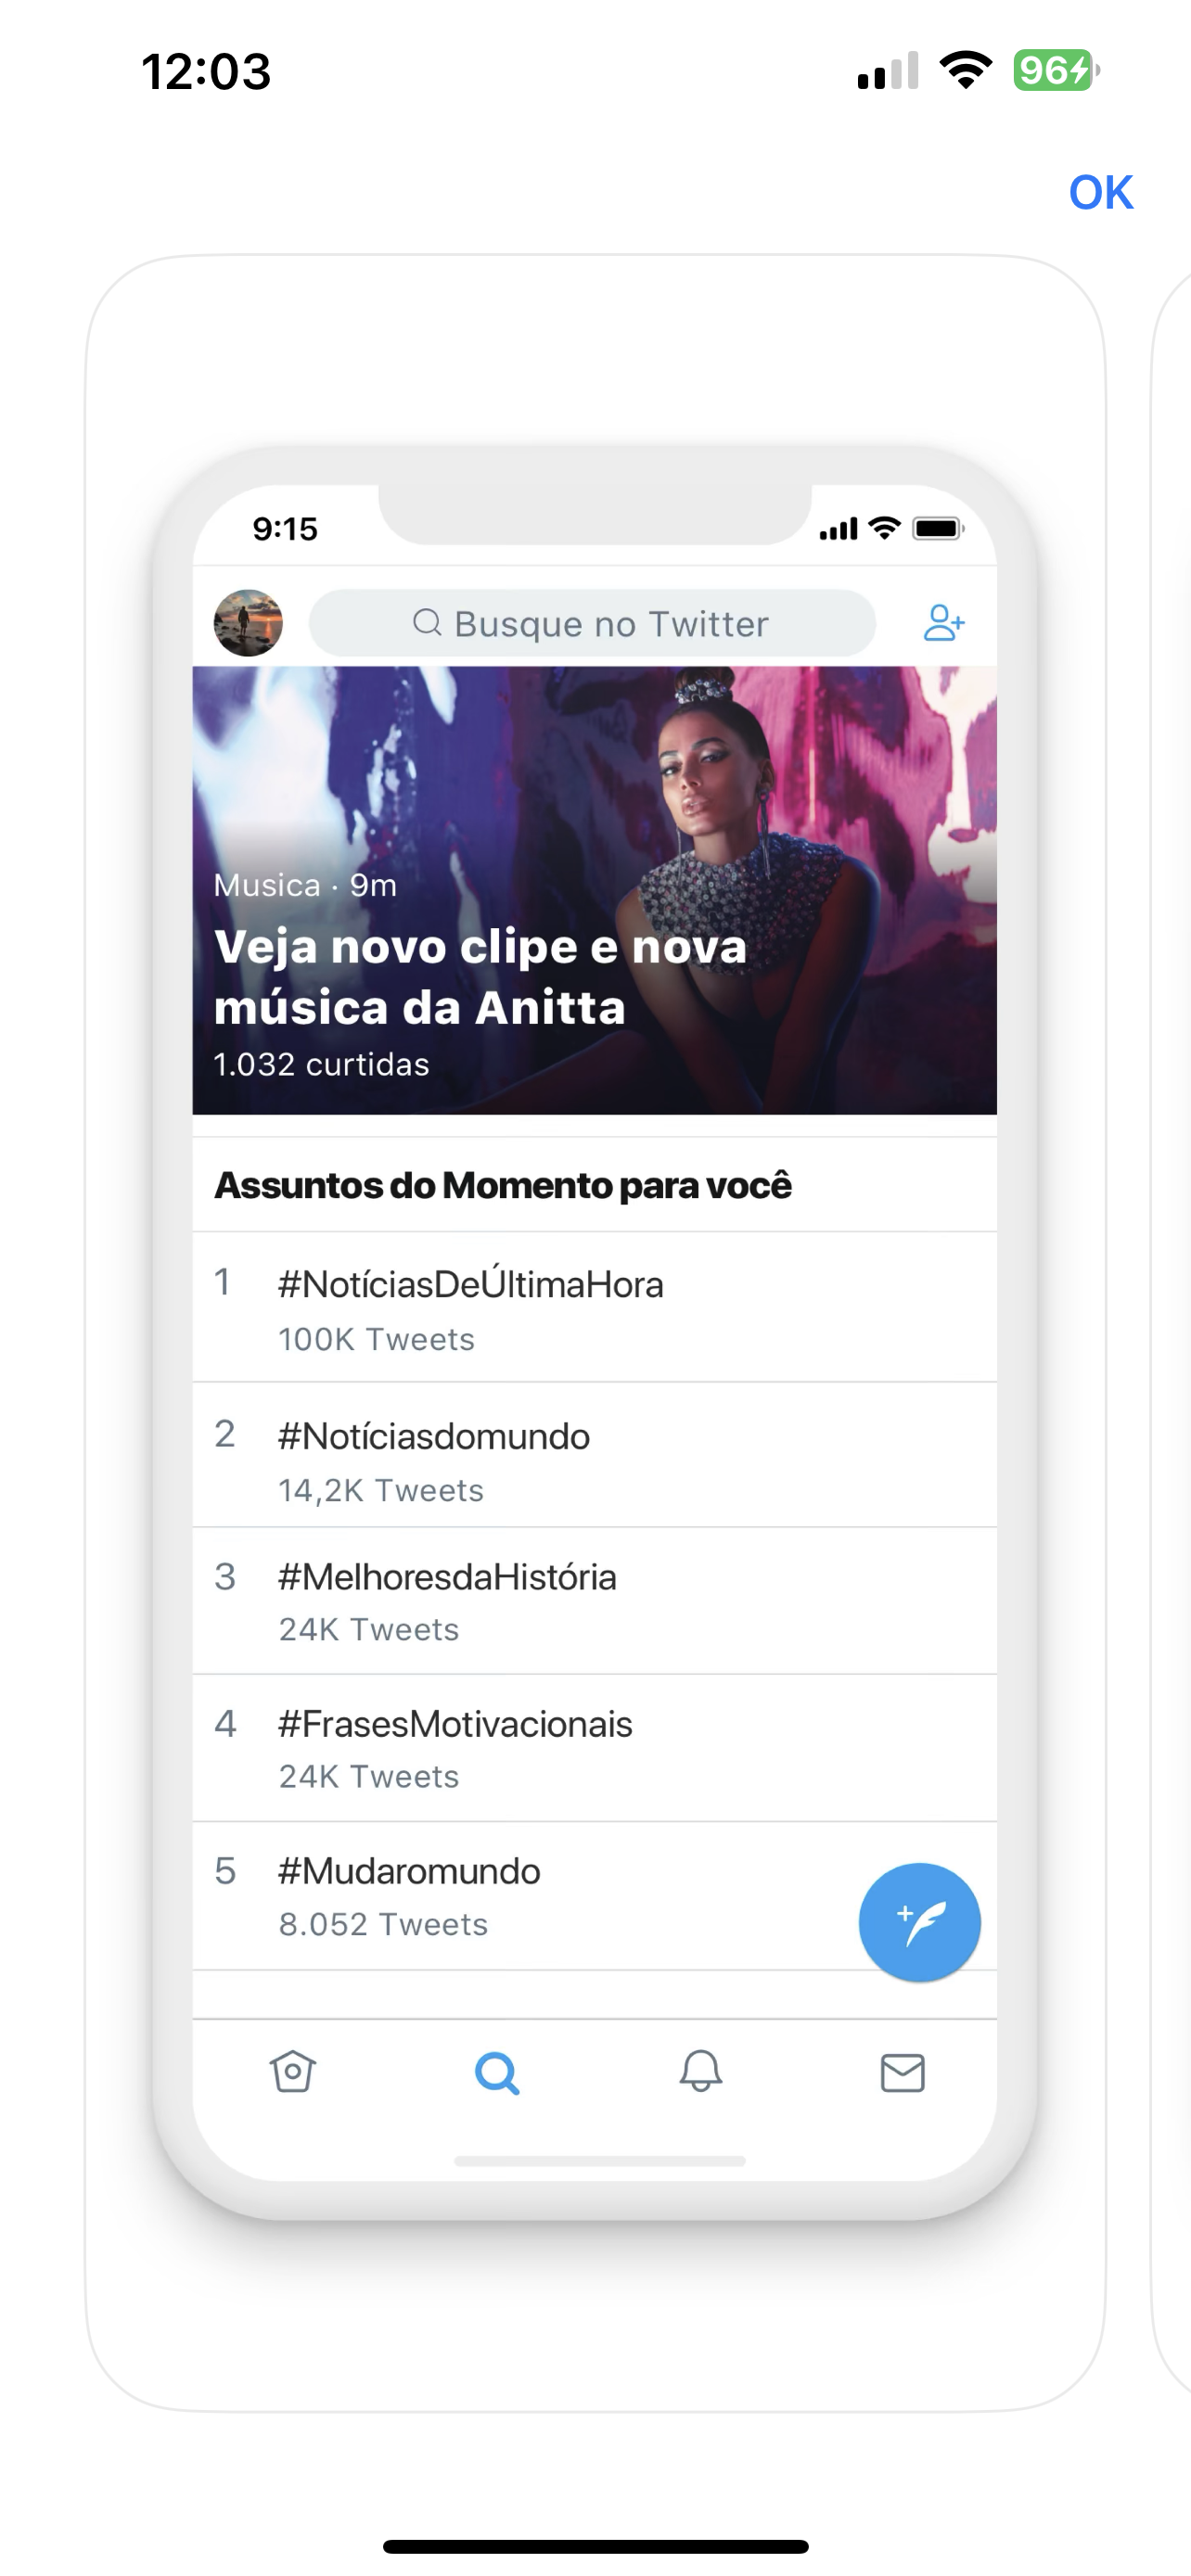 12:03
96
OK
9:15
Busque no Twitter
Musica · 9m
Veja novo clipe e nova
música da Anitta
1.032 curtidas
Assuntos do Momento para você
1 #NotíciasDeÚltimaHora
100K Tweets
2 #Notíciasdomundo
14,2K Tweets
3 #MelhoresdaHistória
24K Tweets
4 #FrasesMotivacionais
24K Tweets
5 #Mudaromundo
8.052 Tweets